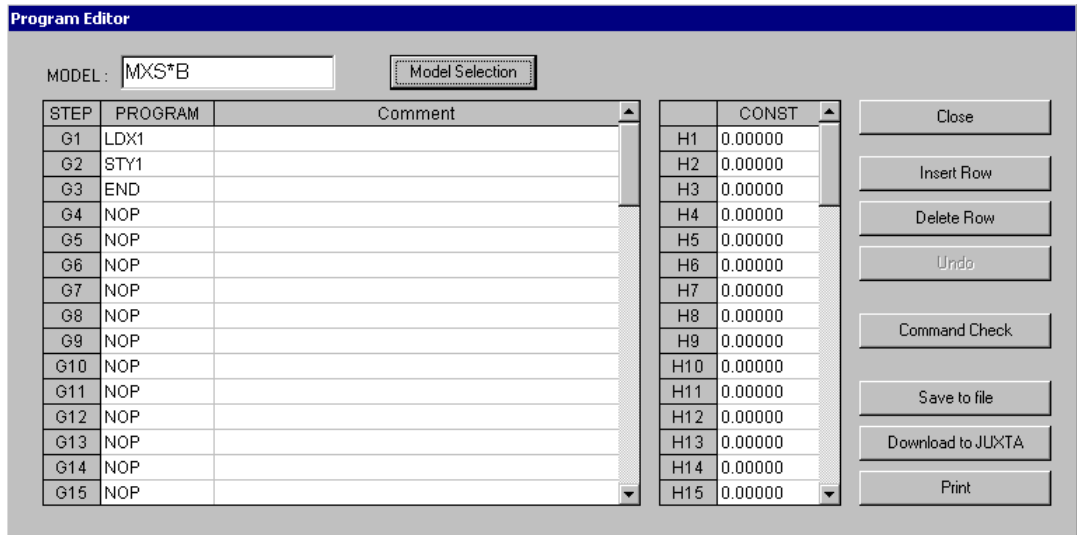 Program Editor
MODEL : MXS*B Model Selection
STEP PROGRAM Comment CONST Close
G1 LDX1 H1 0.00000
G2 STY1 H2 0.00000 Insert Row
G3 END H3 0.00000
G4 NOP H4 0.00000 Delete Row
G5 NOP H5 0.00000
G6 NOP H6 0.00000 Undo
G7 NOP H7 0.00000
G8 NOP H8 0.00000 Command Check
G9 NOP H9 0.00000
G10 NOP H10 0.00000
G11 NOP H11 0.00000 Save to file
G12 NOP H12 0.00000
G13 NOP H13 0.00000 Download to JUXTA
G14 NOP H14 0.00000
G15 NOP H15 0.00000 Print